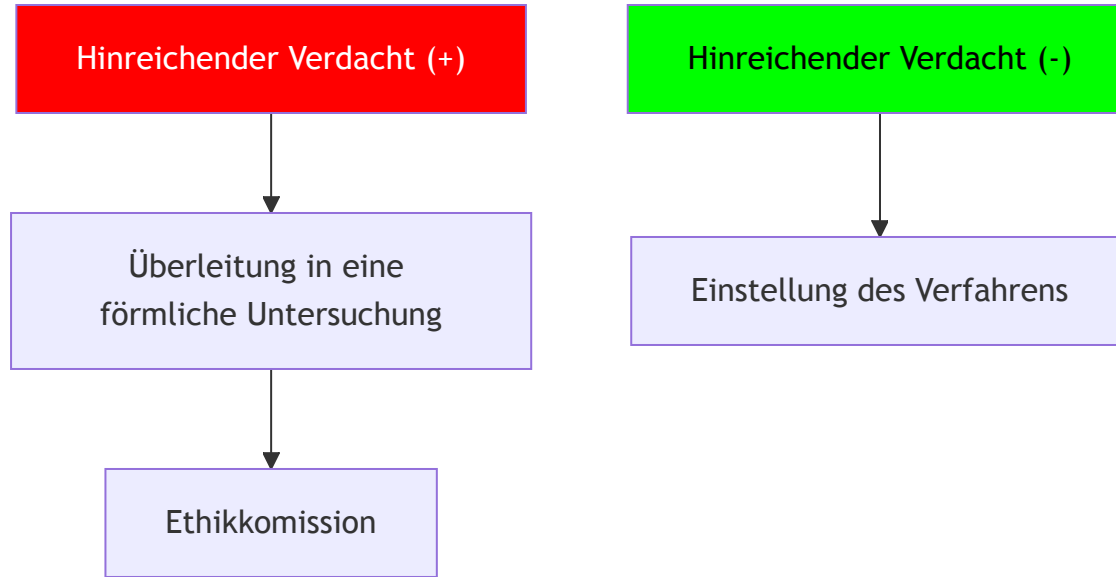 Hinreichender Verdacht (+)
Hinreichender Verdacht (-)
Überleitung in eine
förmliche Untersuchung
Einstellung des Verfahrens
Ethikkomission